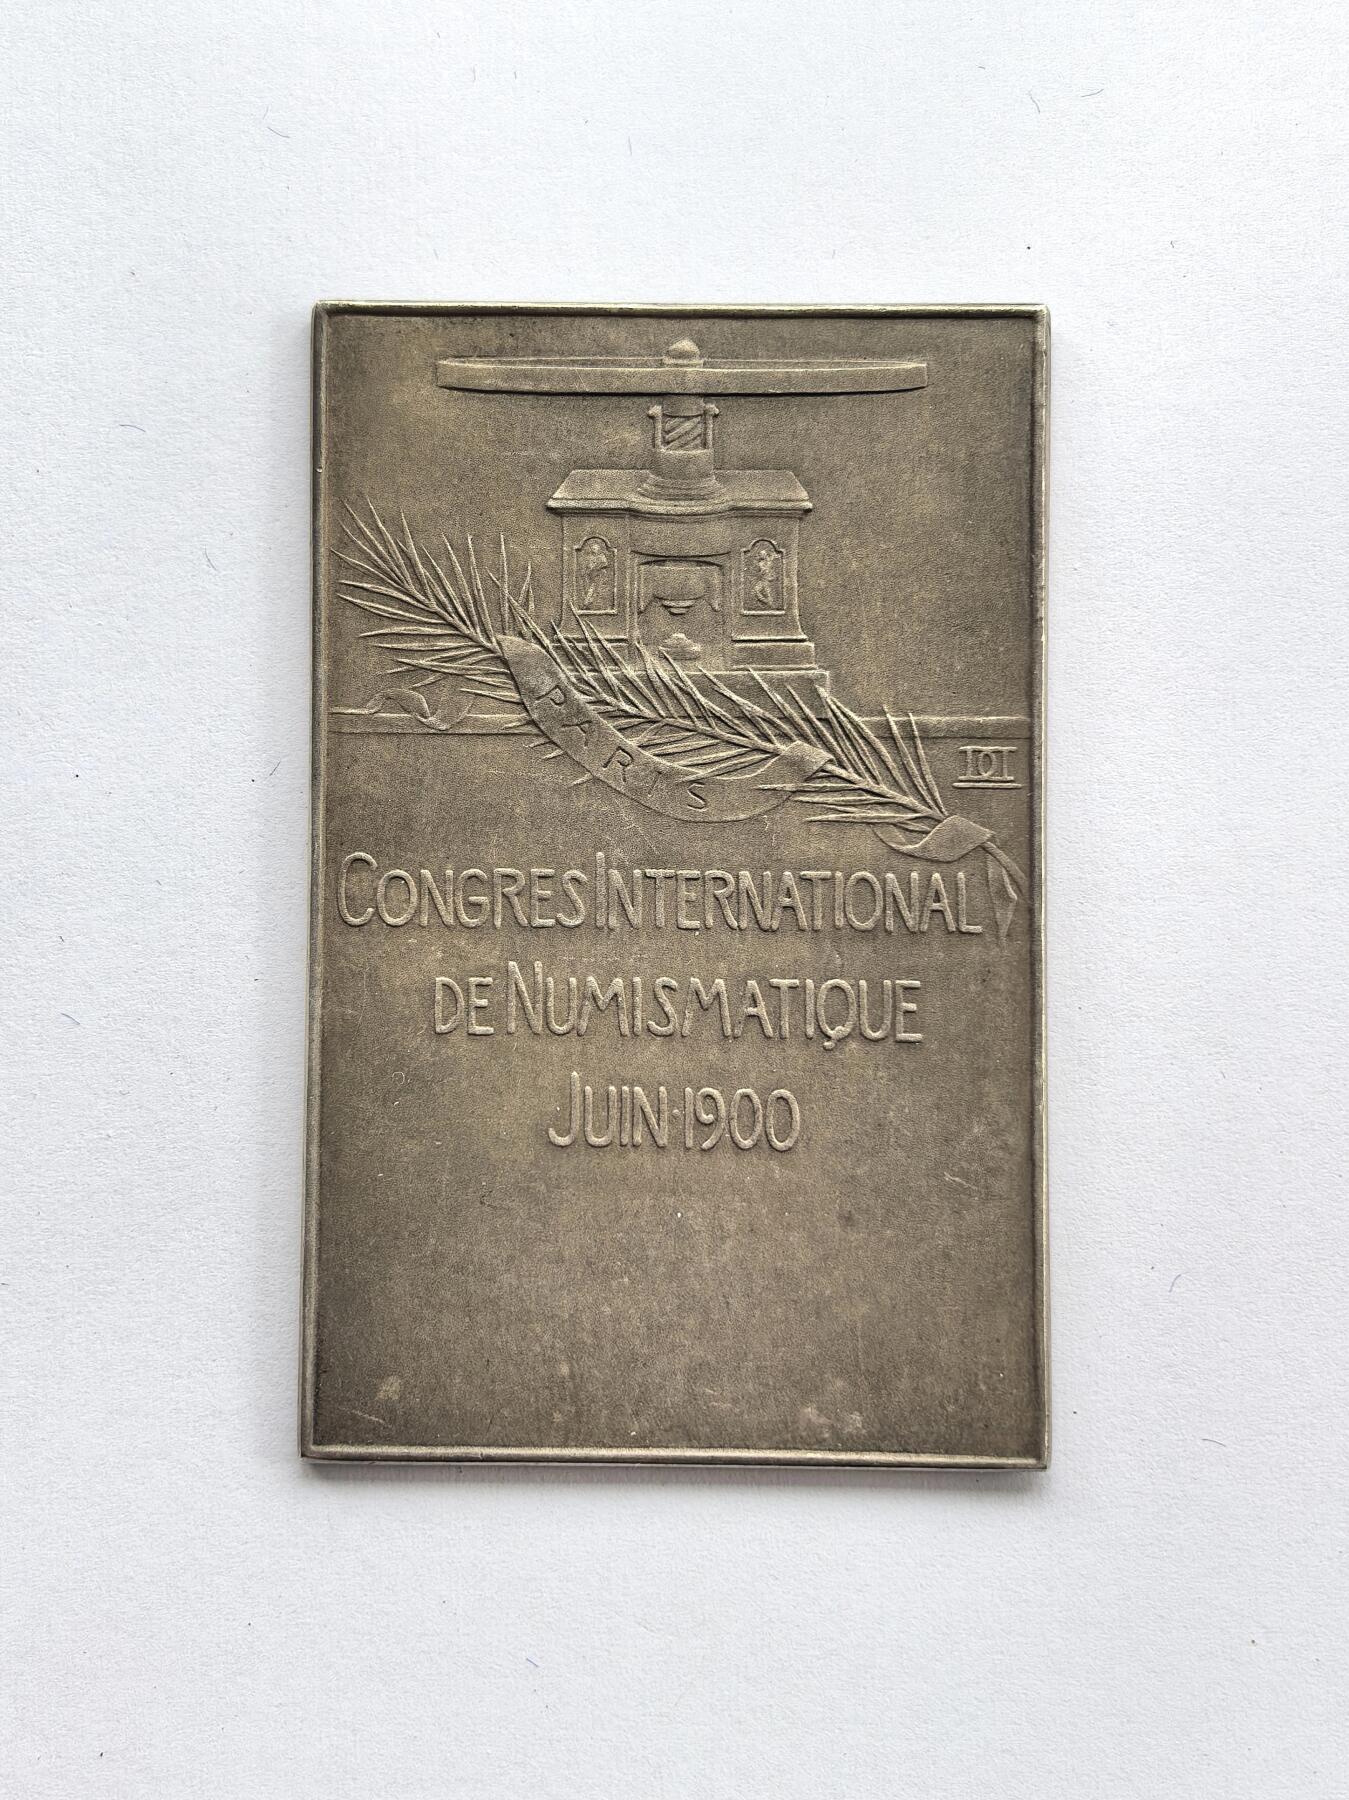 PARIS
CONGRES INTERNATIONAL
DE NUMISMATIQUE
JUIN·1900